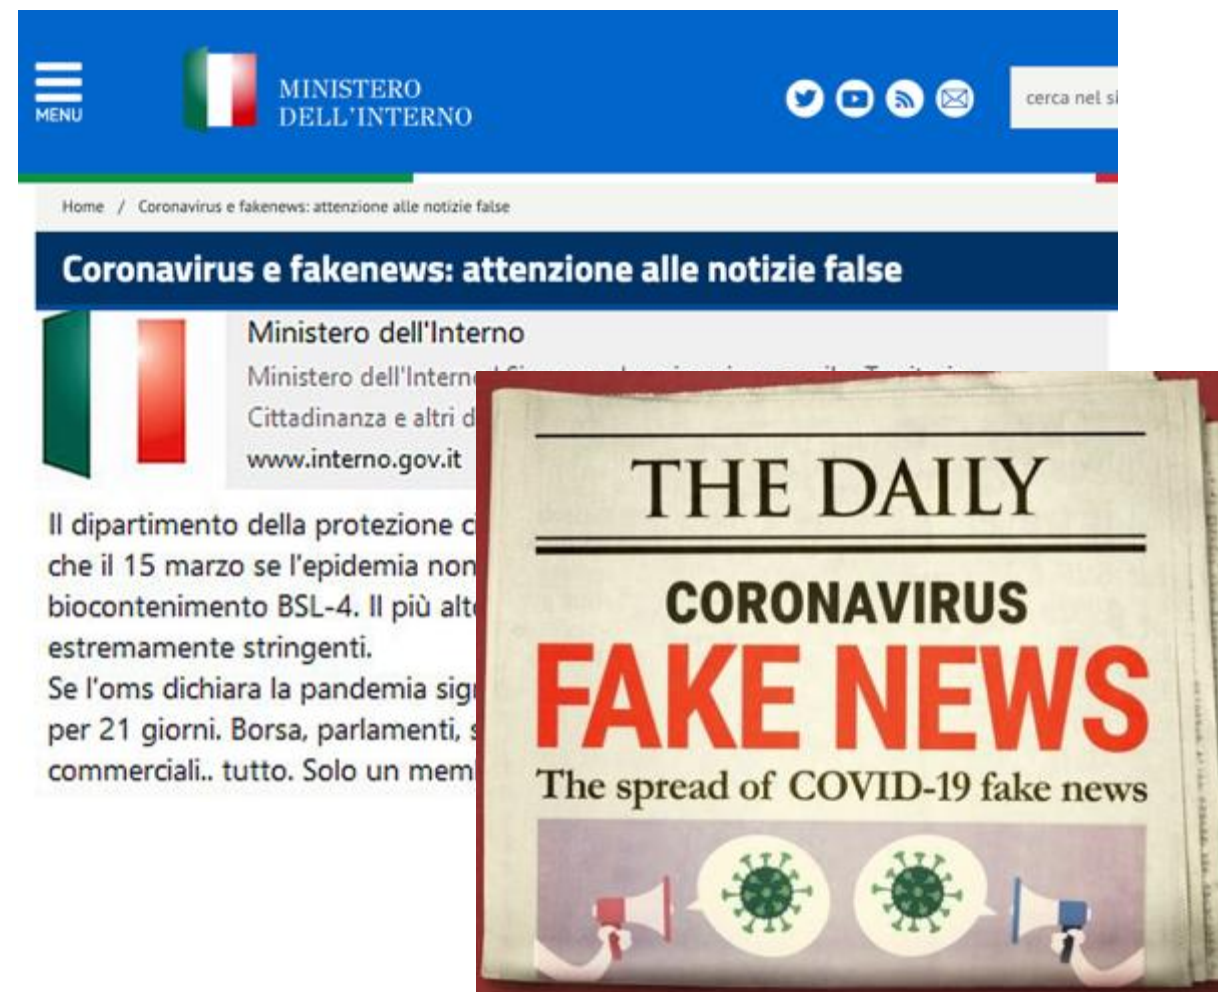 MENU
MINISTERO
DELL'INTERNO
cerca nel si
Home / Coronavirus e fakenews: attenzione alle notizie false
Coronavirus e fakenews: attenzione alle notizie false
Ministero dell'Interno
Ministero dell'Intern
Cittadinanza e altri d
www.interno.gov.it
Il dipartimento della protezione c
che il 15 marzo se l'epidemia non
biocontenimento BSL-4. Il più alt
estremamente stringenti.
Se l'oms dichiara la pandemia sig
per 21 giorni. Borsa, parlamenti, s
commerciali.. tutto. Solo un mem
THE DAILY
CORONAVIRUS
FAKE NEWS
The spread of COVID-19 fake news